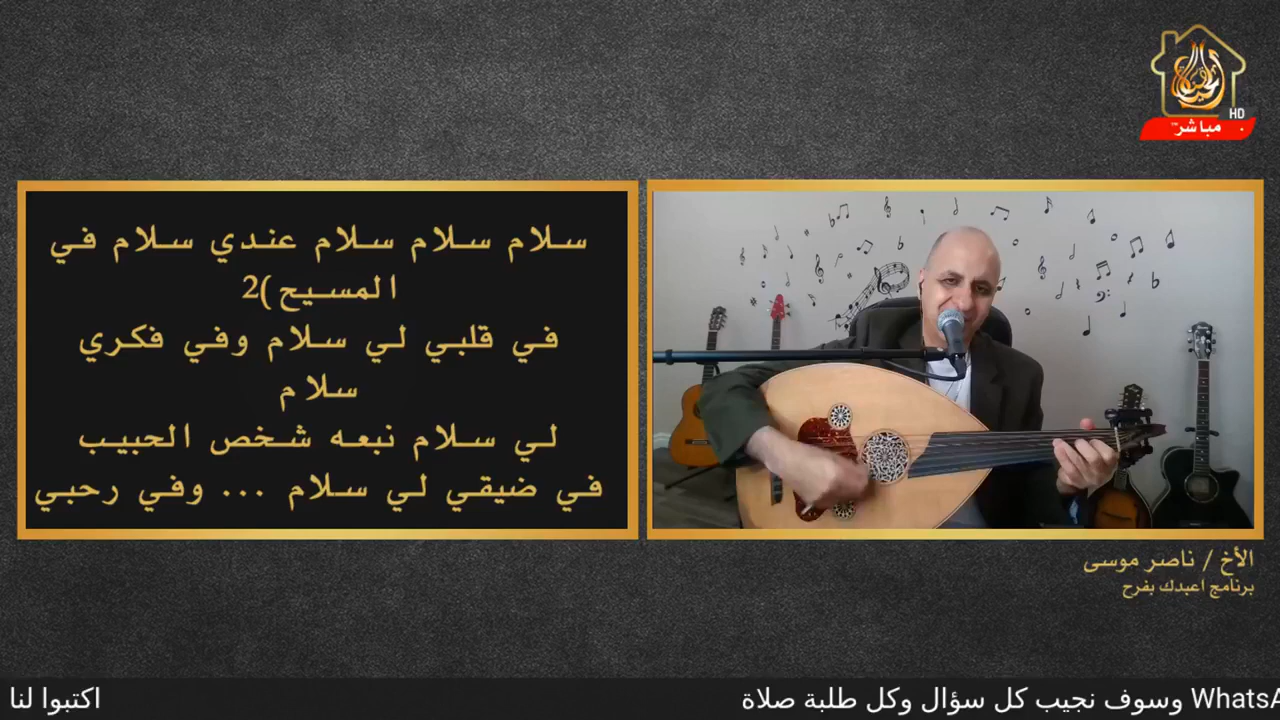 HD
مباشر
سلام سلام سلام سلام عندي سلام في
المسيح)2
في قلبي لي سلام وفي فكري
سلام
لي سلام نبعه شخص الحبيب
في ضيقي لي سلام ... وفي رحبي
الأخ / ناصر موسى
برنامج اعبدك بفرح
WhatsA وسوف نجيب كل سؤال وكل طلبة صلاة
اكتبوا لنا